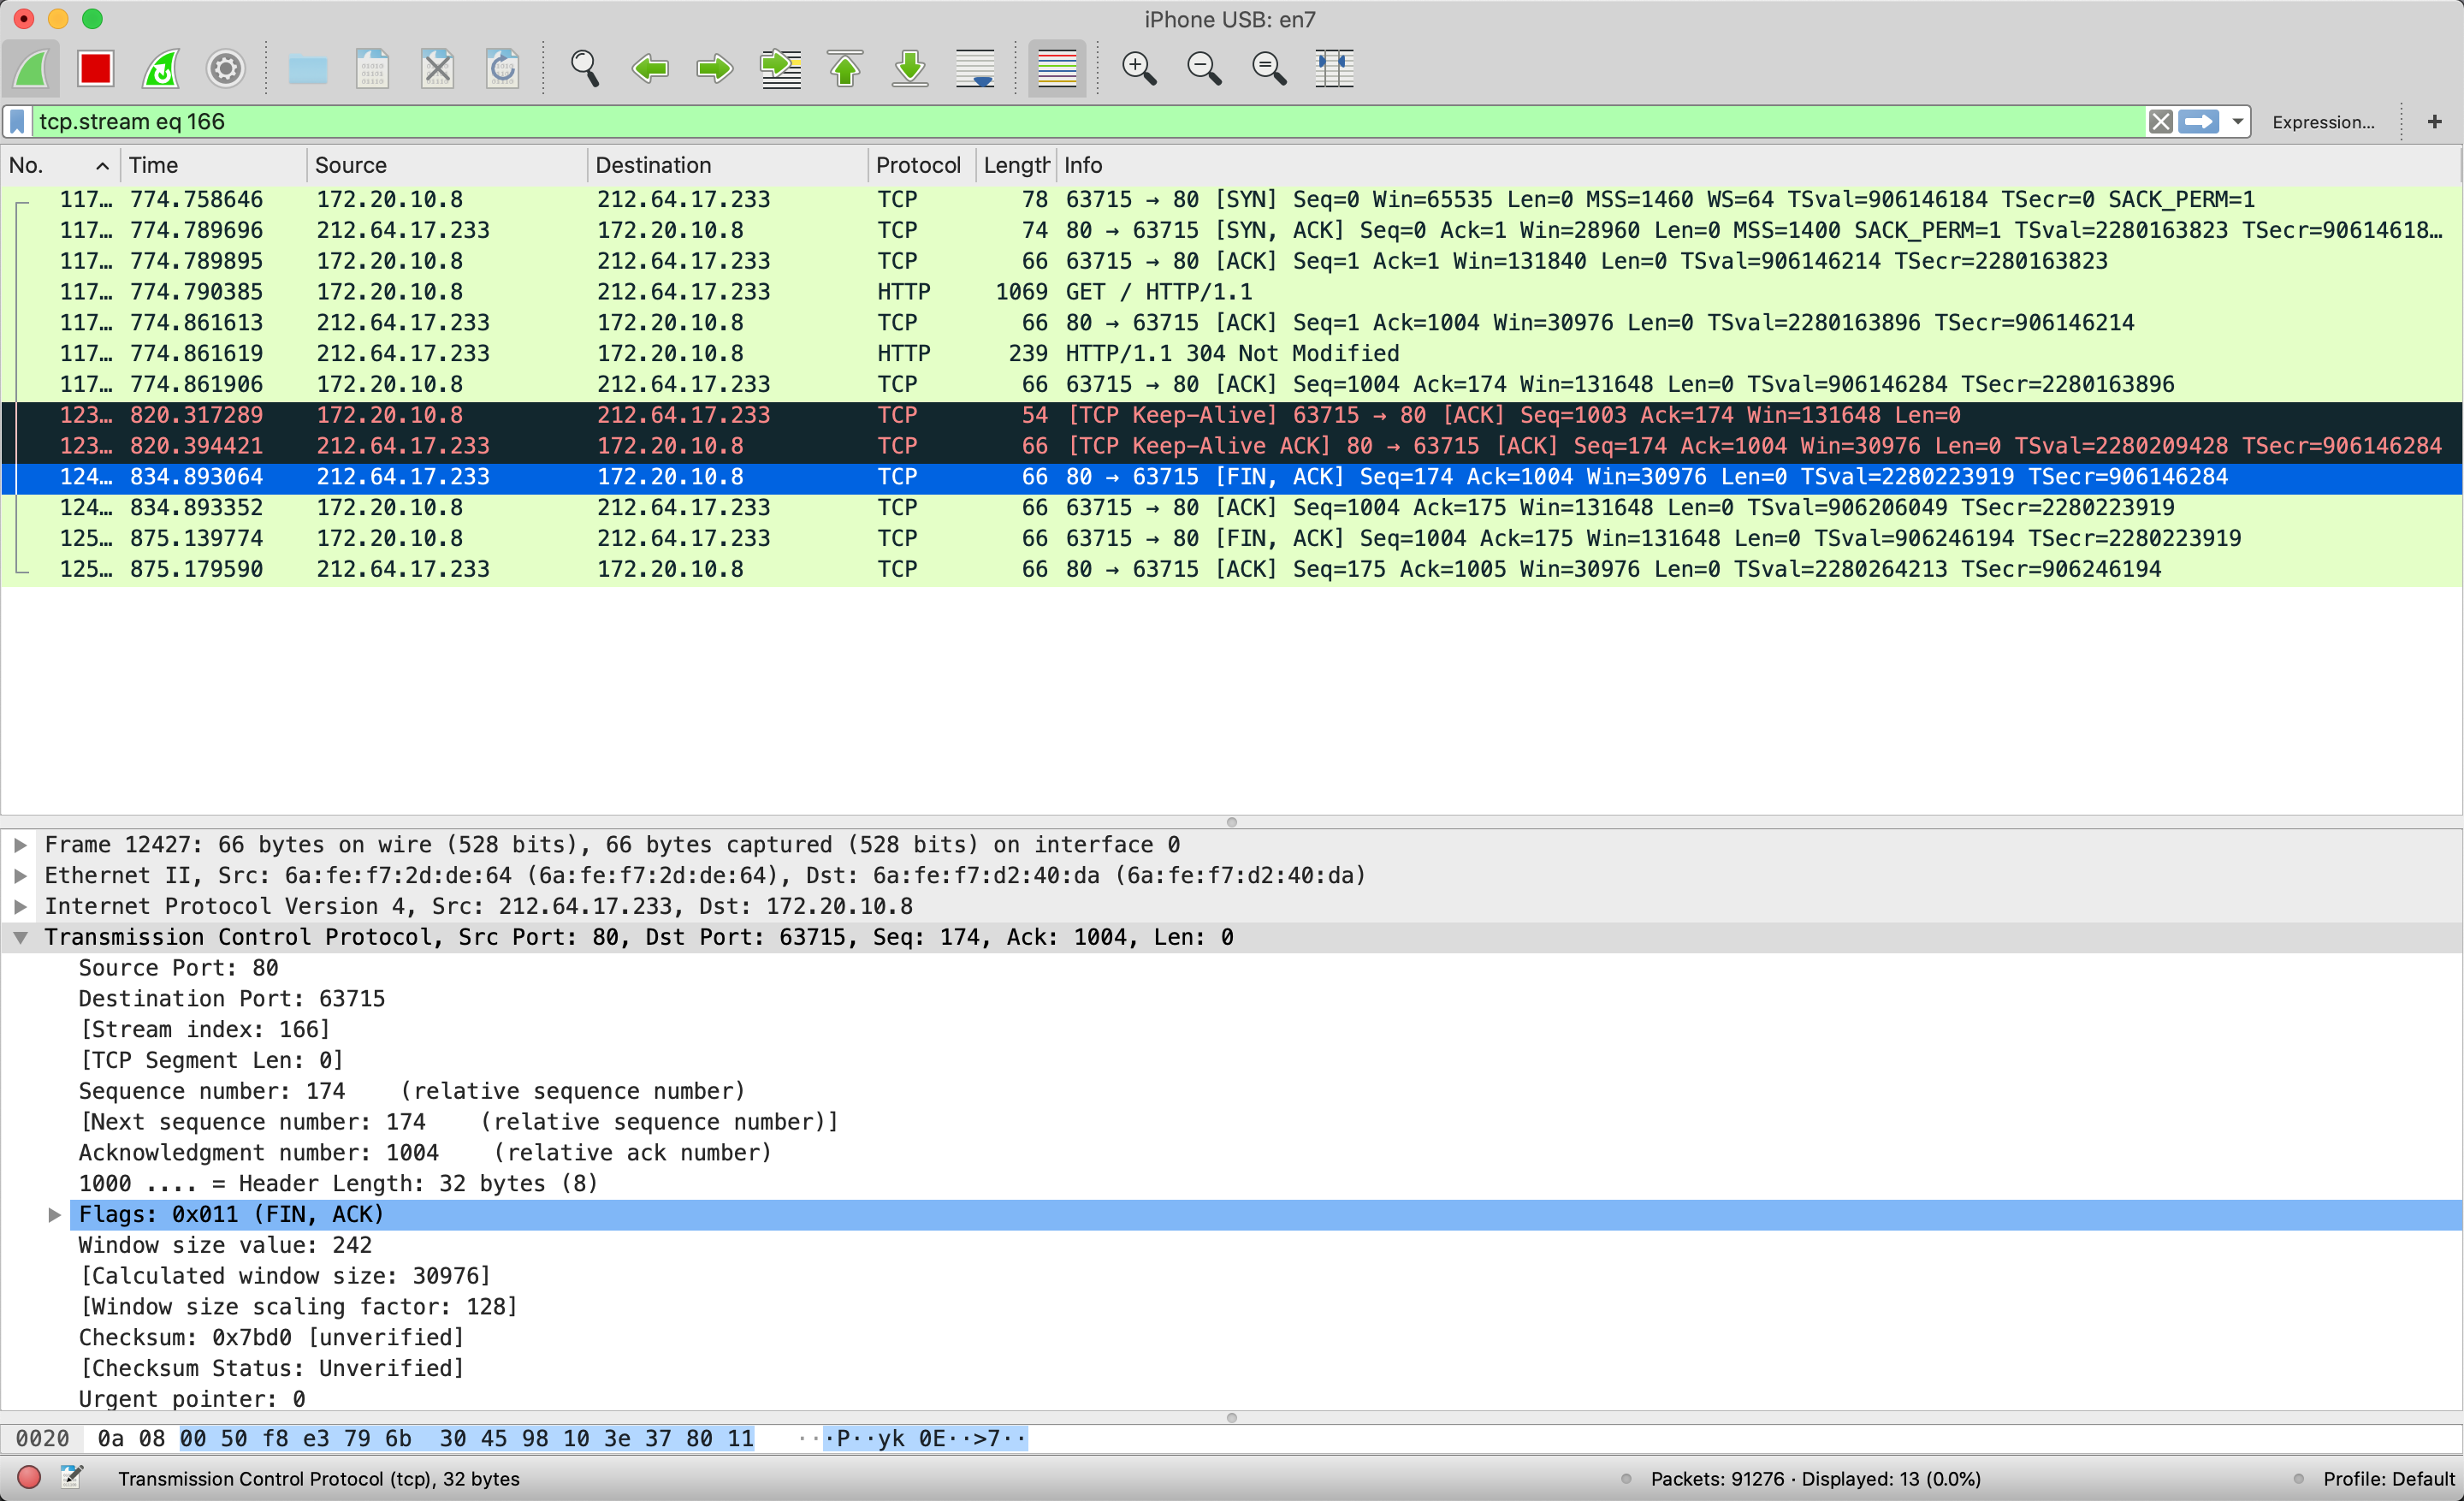 iPhone USB: en7
tcp.stream eq 166 Expression... +
No. Time Source Destination Protocol Length Info
117… 774.758646 172.20.10.8 212.64.17.233 TCP 78 63715 → 80 [SYN] Seq=0 Win=65535 Len=0 MSS=1460 WS=64 TSval=906146184 TSecr=0 SACK_PERM=1
117… 774.789696 212.64.17.233 172.20.10.8 TCP 74 80 → 63715 [SYN, ACK] Seq=0 Ack=1 Win=28960 Len=0 MSS=1400 SACK_PERM=1 TSval=2280163823 TSecr=90614618…
117… 774.789895 172.20.10.8 212.64.17.233 TCP 66 63715 → 80 [ACK] Seq=1 Ack=1 Win=131840 Len=0 TSval=906146214 TSecr=2280163823
117… 774.790385 172.20.10.8 212.64.17.233 HTTP 1069 GET / HTTP/1.1
117… 774.861613 212.64.17.233 172.20.10.8 TCP 66 80 → 63715 [ACK] Seq=1 Ack=1004 Win=30976 Len=0 TSval=2280163896 TSecr=906146214
117… 774.861619 212.64.17.233 172.20.10.8 HTTP 239 HTTP/1.1 304 Not Modified
117… 774.861906 172.20.10.8 212.64.17.233 TCP 66 63715 → 80 [ACK] Seq=1004 Ack=174 Win=131648 Len=0 TSval=906146284 TSecr=2280163896
123… 820.317289 172.20.10.8 212.64.17.233 TCP 54 [TCP Keep-Alive] 63715 → 80 [ACK] Seq=1003 Ack=174 Win=131648 Len=0
123… 820.394421 212.64.17.233 172.20.10.8 TCP 66 [TCP Keep-Alive ACK] 80 → 63715 [ACK] Seq=174 Ack=1004 Win=30976 Len=0 TSval=2280209428 TSecr=906146284
124… 834.893064 212.64.17.233 172.20.10.8 TCP 66 80 → 63715 [FIN, ACK] Seq=174 Ack=1004 Win=30976 Len=0 TSval=2280223919 TSecr=906146284
124… 834.893352 172.20.10.8 212.64.17.233 TCP 66 63715 → 80 [ACK] Seq=1004 Ack=175 Win=131648 Len=0 TSval=906206049 TSecr=2280223919
125… 875.139774 172.20.10.8 212.64.17.233 TCP 66 63715 → 80 [FIN, ACK] Seq=1004 Ack=175 Win=131648 Len=0 TSval=906246194 TSecr=2280223919
125… 875.179590 212.64.17.233 172.20.10.8 TCP 66 80 → 63715 [ACK] Seq=175 Ack=1005 Win=30976 Len=0 TSval=2280264213 TSecr=906246194
Frame 12427: 66 bytes on wire (528 bits), 66 bytes captured (528 bits) on interface 0
Ethernet II, Src: 6a:fe:f7:2d:de:64 (6a:fe:f7:2d:de:64), Dst: 6a:fe:f7:d2:40:da (6a:fe:f7:d2:40:da)
Internet Protocol Version 4, Src: 212.64.17.233, Dst: 172.20.10.8
Transmission Control Protocol, Src Port: 80, Dst Port: 63715, Seq: 174, Ack: 1004, Len: 0
Source Port: 80
Destination Port: 63715
[Stream index: 166]
[TCP Segment Len: 0]
Sequence number: 174 (relative sequence number)
[Next sequence number: 174 (relative sequence number)]
Acknowledgment number: 1004 (relative ack number)
1000 .... = Header Length: 32 bytes (8)
Flags: 0x011 (FIN, ACK)
Window size value: 242
[Calculated window size: 30976]
[Window size scaling factor: 128]
Checksum: 0x7bd0 [unverified]
[Checksum Status: Unverified]
Urgent pointer: 0
0020 0a 08 00 50 f8 e3 79 6b 30 45 98 10 3e 37 80 11 ···P··yk 0E··>7··
Transmission Control Protocol (tcp), 32 bytes Packets: 91276 · Displayed: 13 (0.0%) Profile: Default